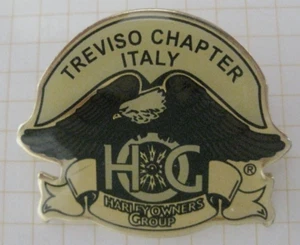 TREVISO CHAPTER
ITALY
HOG
®
HARLEY OWNERS
GROUP